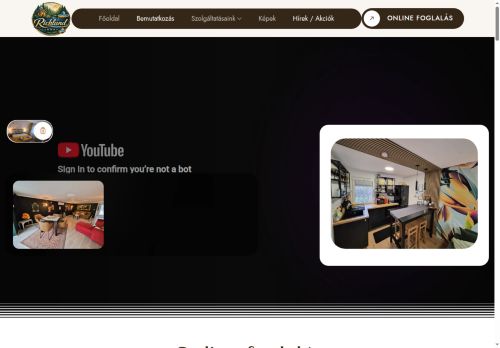 Richland
Főoldal
Bemutatkozás
Szolgáltatásaink
Képek
Hírek / Akciók
ONLINE FOGLALÁS
YouTube
Sign in to confirm you're not a bot